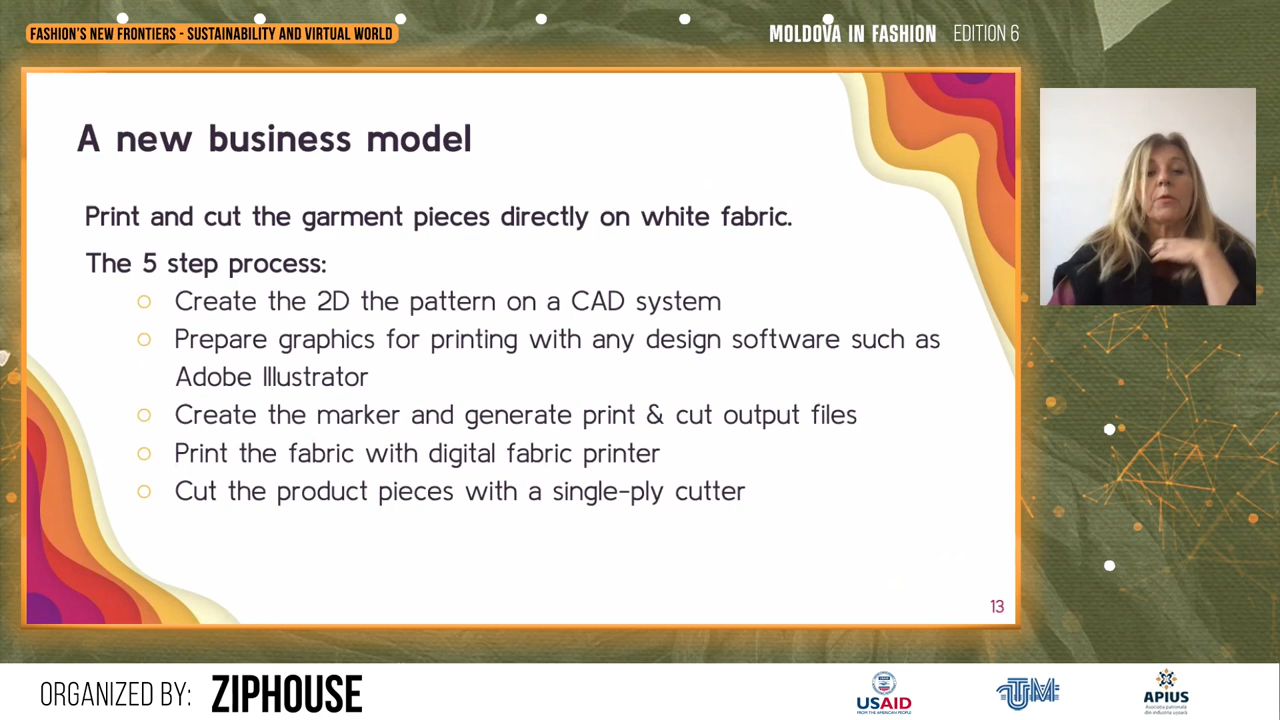 FASHION'S NEW FRONTIERS - SUSTAINABILITY AND VIRTUAL WORLD
MOLDOVA IN FASHION EDITION 6
A new business model
Print and cut the garment pieces directly on white fabric.
The 5 step process:
Create the 2D the pattern on a CAD system
Prepare graphics for printing with any design software such as
Adobe Illustrator
Create the marker and generate print & cut output files
Print the fabric with digital fabric printer
Cut the product pieces with a single-ply cutter
13
ORGANIZED BY: ZIPHOUSE
USAID
FROM THE AMERICAN PEOPLE
UTM
APIUS
Asociația patronală
din industria ușoară